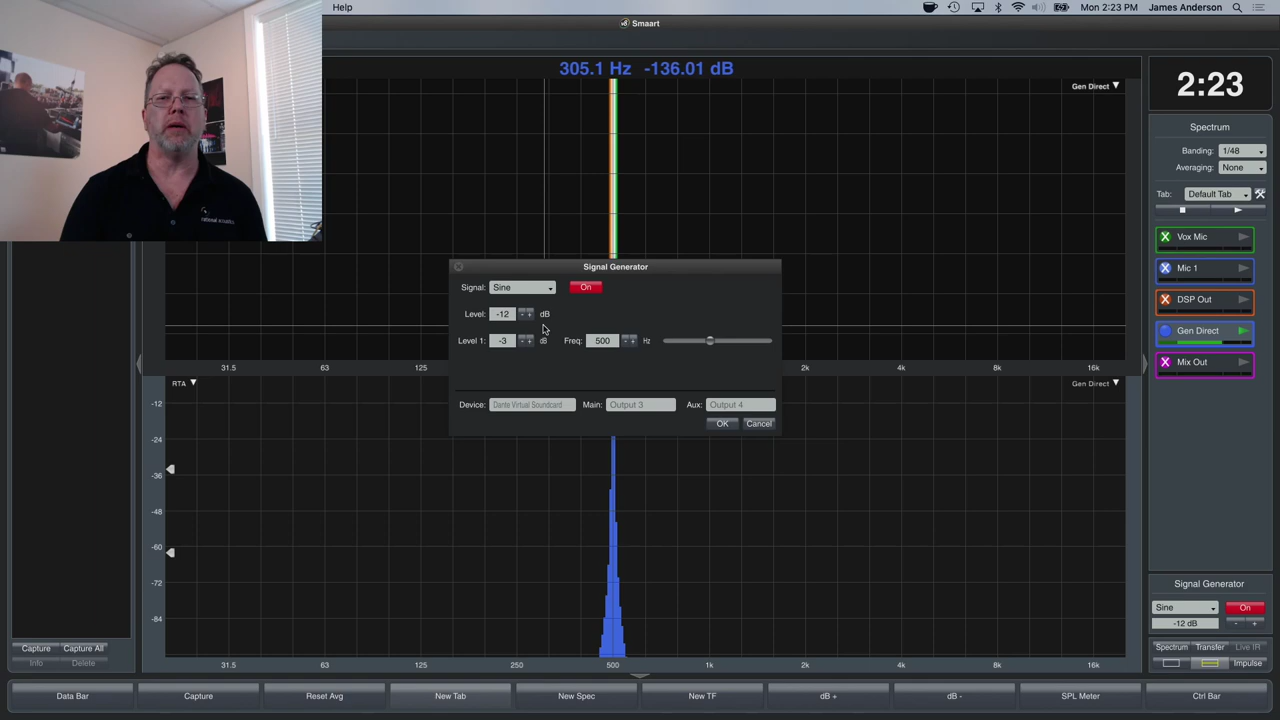 Help
Mon 2:23 PM
James Anderson
Smaart
305.1 Hz -136.01 dB
Gen Direct
2:23
Spectrum
Banding: 1/48
Averaging: None
Tab: Default Tab
Vox Mic
Mic 1
DSP Out
Gen Direct
Mix Out
Signal Generator
Signal: Sine On
Level: -12 - + dB
Level 1: -3 - + dB Freq: 500 - + Hz
Device: Dante Virtual Soundcard Main: Output 3 Aux: Output 4
OK Cancel
31.5 63 125 2k 4k 8k 16k
RTA
Gen Direct
-12
-24
-36
-48
-60
-72
-84
31.5 63 125 250 500 1k 2k 4k 8k 16k
Capture Capture All
Info Delete
Signal Generator
Sine On
-12 dB - +
Spectrum Transfer Live IR
Impulse
Data Bar Capture Reset Avg New Tab New Spec New TF dB + dB - SPL Meter Ctrl Bar